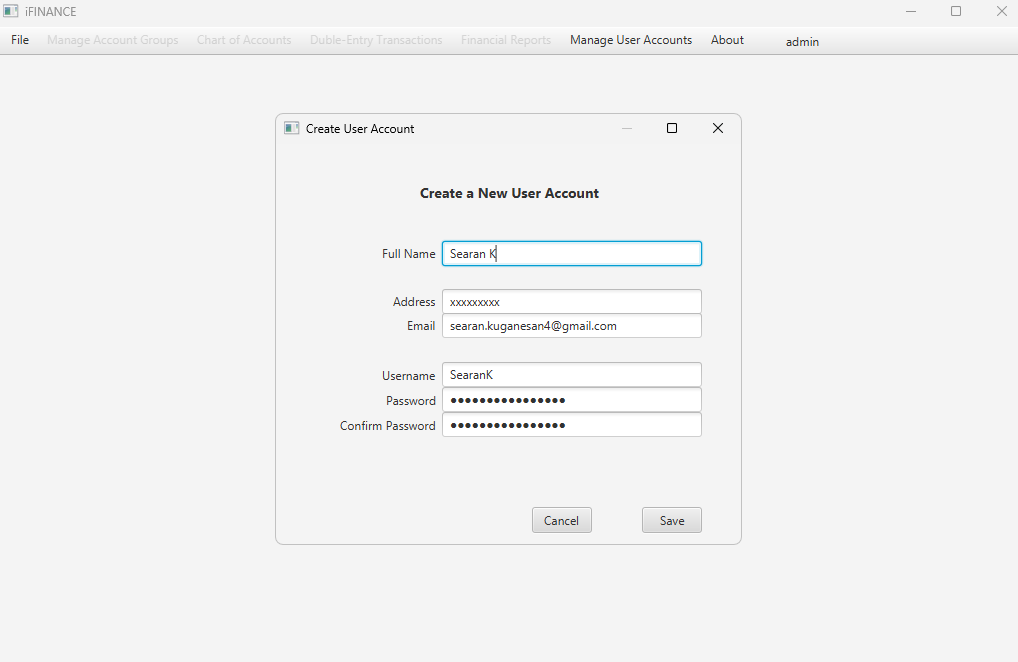 iFINANCE
File Manage Account Groups Chart of Accounts Duble-Entry Transactions Financial Reports Manage User Accounts About admin
Create User Account
Create a New User Account
Full Name Searan K
Address xxxxxxxxx
Email searan.kuganesan4@gmail.com
Username SearanK
Password ●●●●●●●●●●●●●●●●
Confirm Password ●●●●●●●●●●●●●●●●
Cancel Save